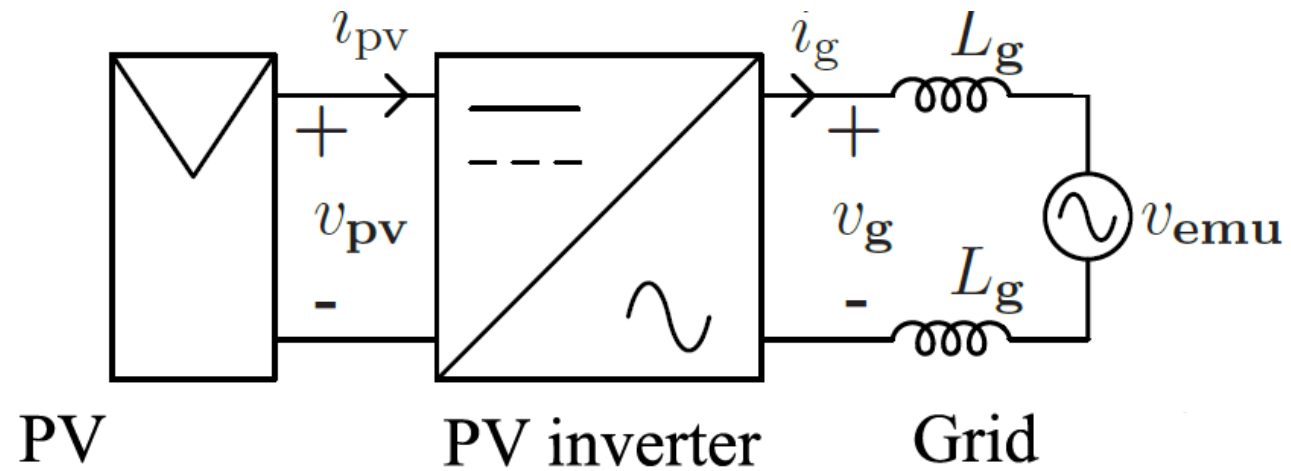 i_pv
i_g
L_g
+
+
v_pv
v_g
v_emu
-
-
L_g
PV
PV inverter
Grid